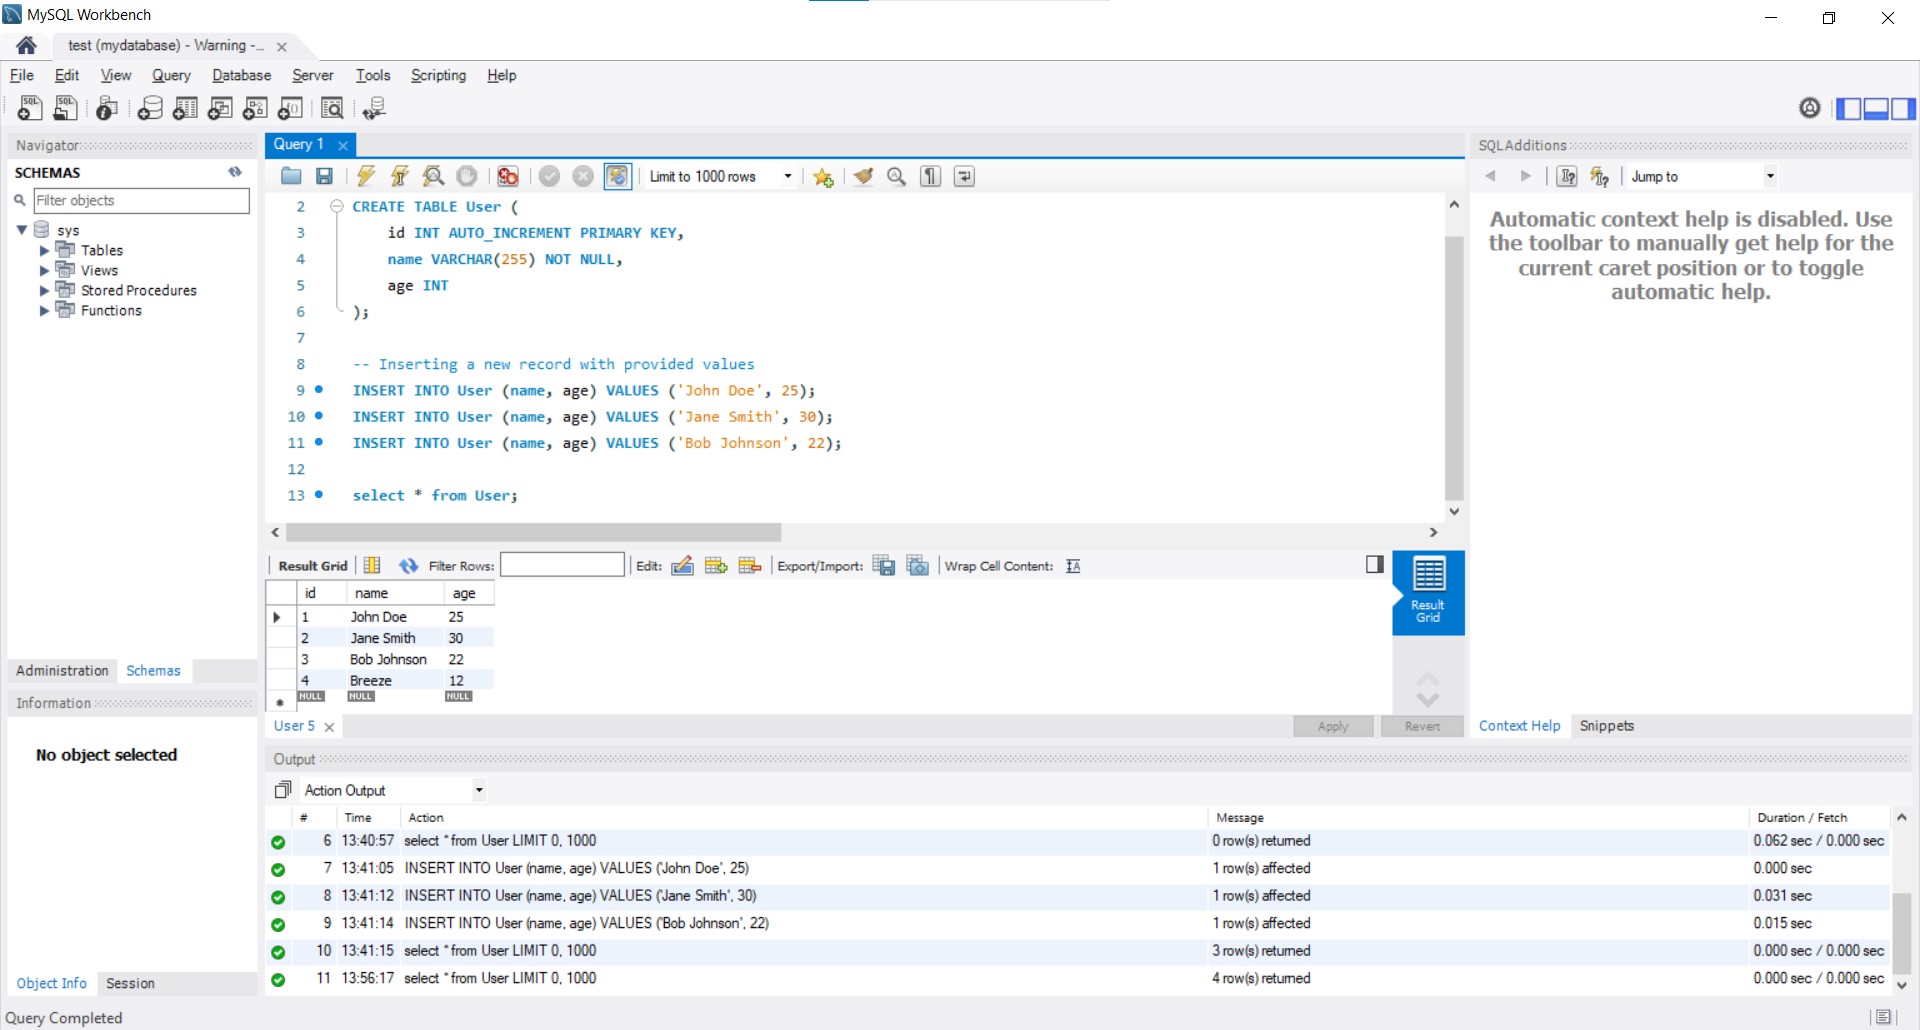 MySQL Workbench
test (mydatabase) - Warning -...
File Edit View Query Database Server Tools Scripting Help
Navigator
SCHEMAS
Filter objects
sys
Tables
Views
Stored Procedures
Functions
Administration Schemas
Information
No object selected
Object Info Session
Query 1
Limit to 1000 rows
2 CREATE TABLE User (
3 id INT AUTO_INCREMENT PRIMARY KEY,
4 name VARCHAR(255) NOT NULL,
5 age INT
6 );
7
8 -- Inserting a new record with provided values
9 INSERT INTO User (name, age) VALUES ('John Doe', 25);
10 INSERT INTO User (name, age) VALUES ('Jane Smith', 30);
11 INSERT INTO User (name, age) VALUES ('Bob Johnson', 22);
12
13 select * from User;
Result Grid Filter Rows: Edit: Export/Import: Wrap Cell Content:
id name age
1 John Doe 25
2 Jane Smith 30
3 Bob Johnson 22
4 Breeze 12
NULL NULL NULL
Result
Grid
User 5
Apply Revert
SQLAdditions
Jump to
Automatic context help is disabled. Use
the toolbar to manually get help for the
current caret position or to toggle
automatic help.
Context Help Snippets
Output
Action Output
# Time Action Message Duration / Fetch
6 13:40:57 select * from User LIMIT 0, 1000 0 row(s) returned 0.062 sec / 0.000 sec
7 13:41:05 INSERT INTO User (name, age) VALUES ('John Doe', 25) 1 row(s) affected 0.000 sec
8 13:41:12 INSERT INTO User (name, age) VALUES ('Jane Smith', 30) 1 row(s) affected 0.031 sec
9 13:41:14 INSERT INTO User (name, age) VALUES ('Bob Johnson', 22) 1 row(s) affected 0.015 sec
10 13:41:15 select * from User LIMIT 0, 1000 3 row(s) returned 0.000 sec / 0.000 sec
11 13:56:17 select * from User LIMIT 0, 1000 4 row(s) returned 0.000 sec / 0.000 sec
Query Completed